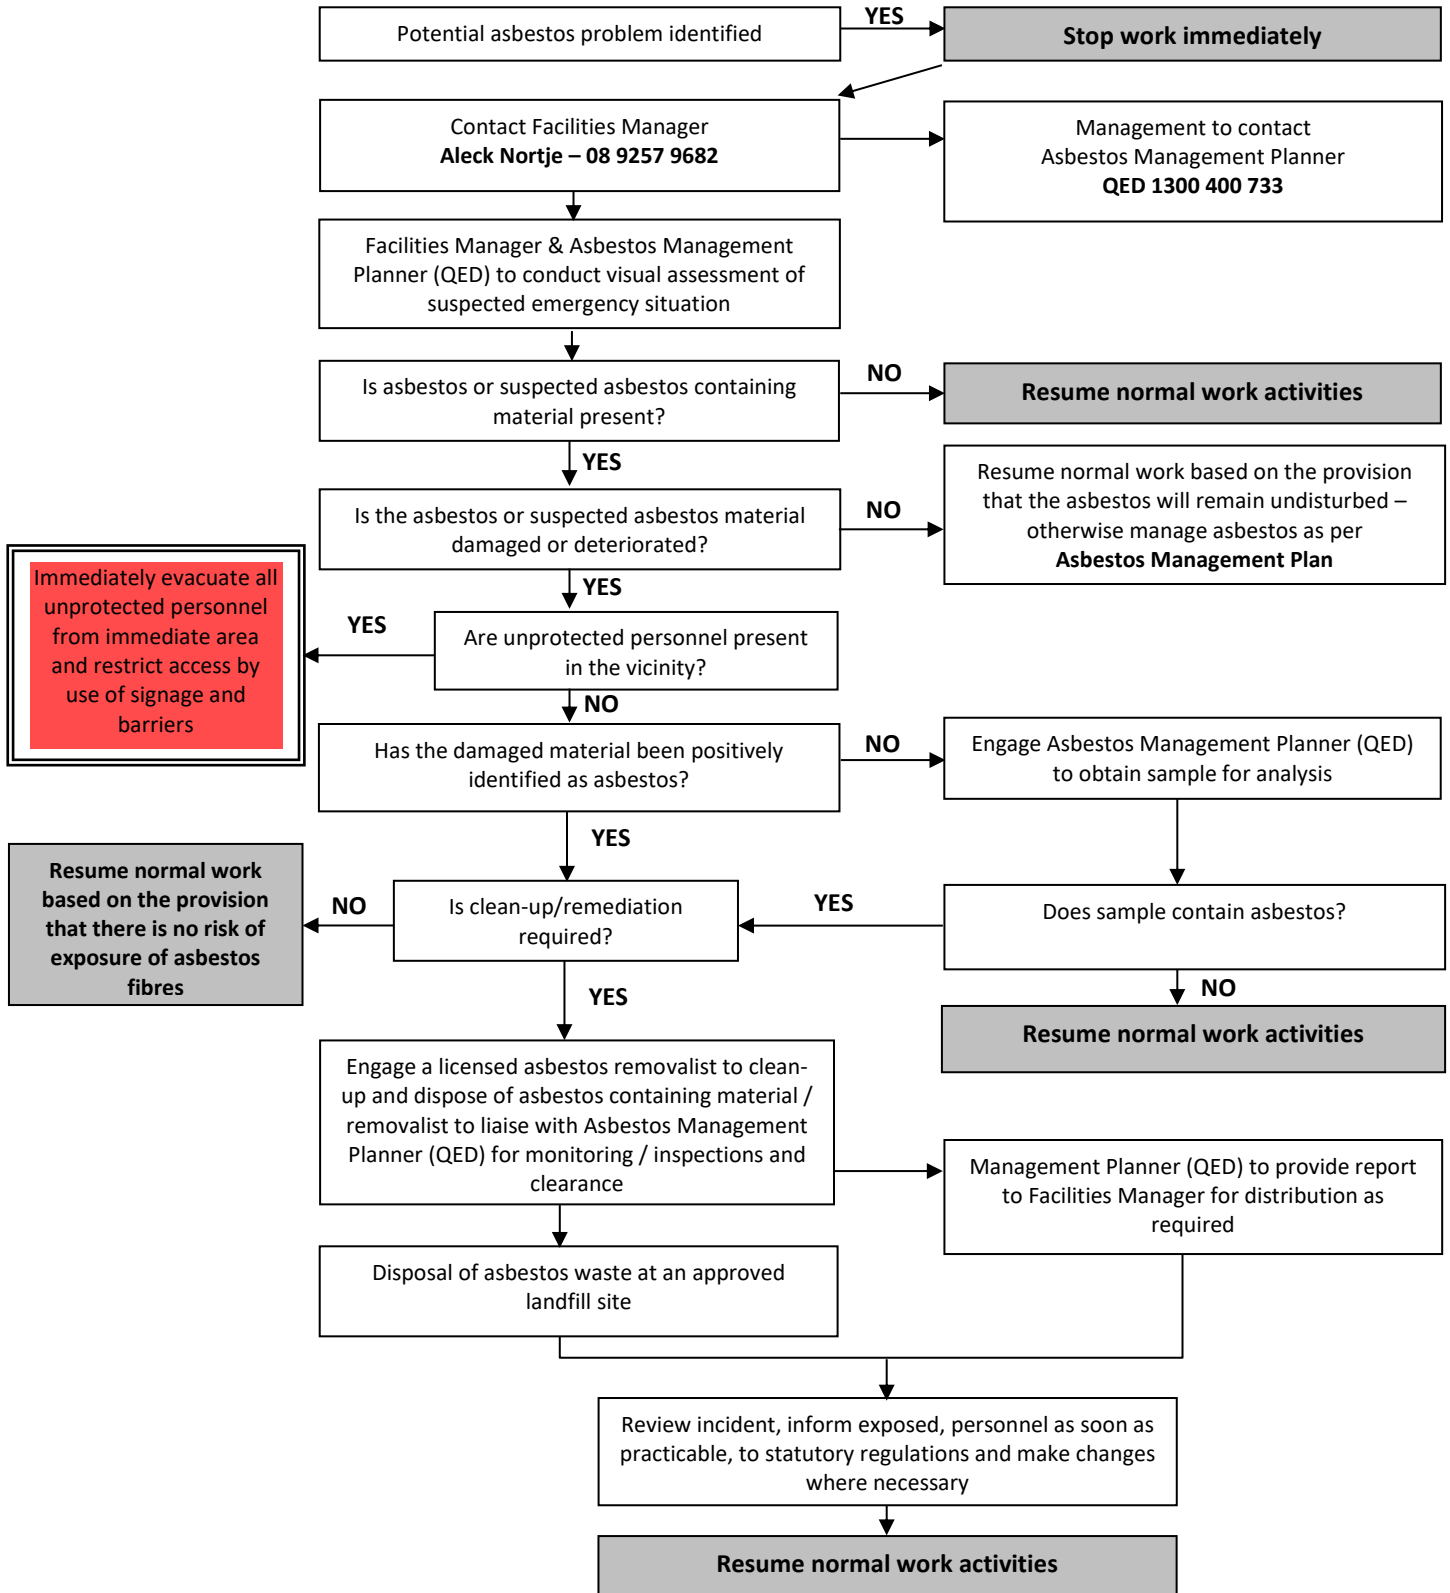 Potential asbestos problem identified
YES
Stop work immediately
Contact Facilities Manager
Aleck Nortje – 08 9257 9682
Management to contact
Asbestos Management Planner
QED 1300 400 733
Facilities Manager & Asbestos Management
Planner (QED) to conduct visual assessment of
suspected emergency situation
Is asbestos or suspected asbestos containing
material present?
NO
Resume normal work activities
YES
Is the asbestos or suspected asbestos material
damaged or deteriorated?
NO
Resume normal work based on the provision
that the asbestos will remain undisturbed –
otherwise manage asbestos as per
Asbestos Management Plan
YES
Immediately evacuate all
unprotected personnel
from immediate area
and restrict access by
use of signage and
barriers
YES
Are unprotected personnel present
in the vicinity?
NO
Has the damaged material been positively
identified as asbestos?
NO
Engage Asbestos Management Planner (QED)
to obtain sample for analysis
YES
Resume normal work
based on the provision
that there is no risk of
exposure of asbestos
fibres
NO
Is clean-up/remediation
required?
YES
Does sample contain asbestos?
NO
Resume normal work activities
YES
Engage a licensed asbestos removalist to clean-
up and dispose of asbestos containing material /
removalist to liaise with Asbestos Management
Planner (QED) for monitoring / inspections and
clearance
Management Planner (QED) to provide report
to Facilities Manager for distribution as
required
Disposal of asbestos waste at an approved
landfill site
Review incident, inform exposed, personnel as soon as
practicable, to statutory regulations and make changes
where necessary
Resume normal work activities